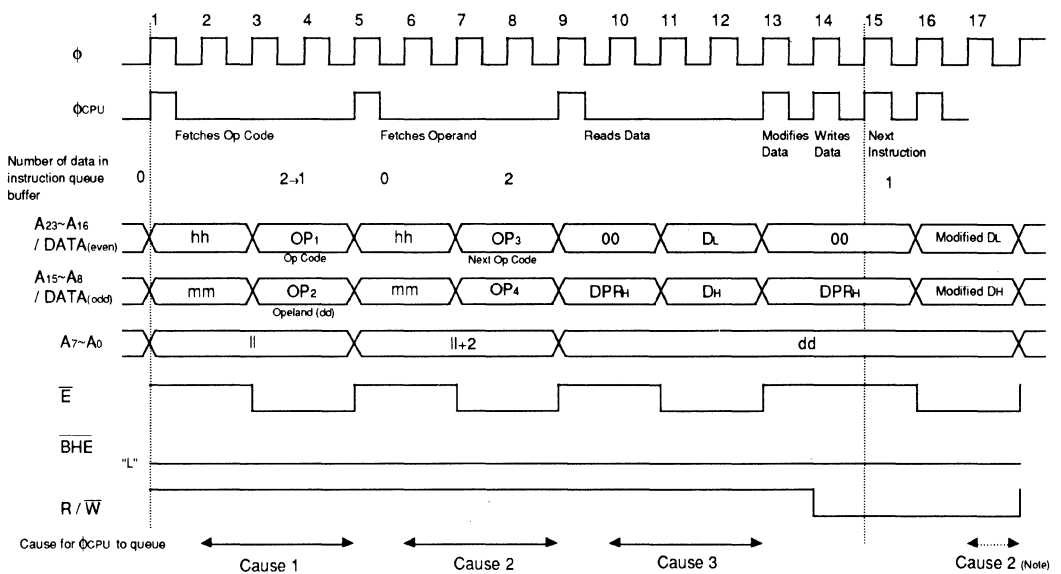 1 2 3 4 5 6 7 8 9 10 11 12 13 14 15 16 17
ϕ
ϕCPU
Fetches Op Code Fetches Operand Reads Data Modifies Data Writes Data Next Instruction
Number of data in
instruction queue
buffer
0 2→1 0 2 1
A23~A16
/ DATA(even)
hh OP1 hh OP3 00 DL 00 Modified DL
Op Code Next Op Code
A15~A8
/ DATA(odd)
mm OP2 mm OP4 DPRH DH DPRH Modified DH
Opeland (dd)
A7~A0 ll ll+2 dd
E
BHE
"L"
R / W
Cause for ϕCPU to queue
Cause 1 Cause 2 Cause 3 Cause 2 (Note)